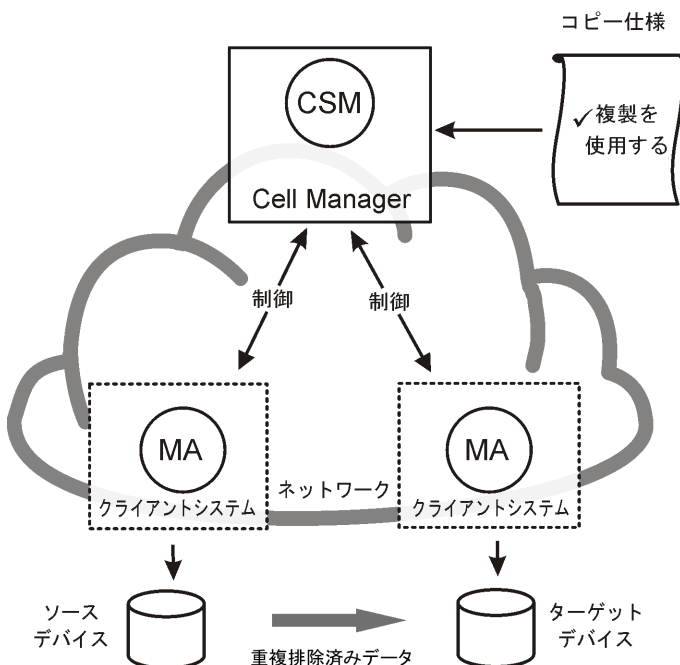 コピー仕様
CSM
✓複製を
使用する
Cell Manager
制御
制御
MA
MA
ネットワーク
クライアントシステム
クライアントシステム
ソース
デバイス
ターゲット
デバイス
重複排除済みデータ